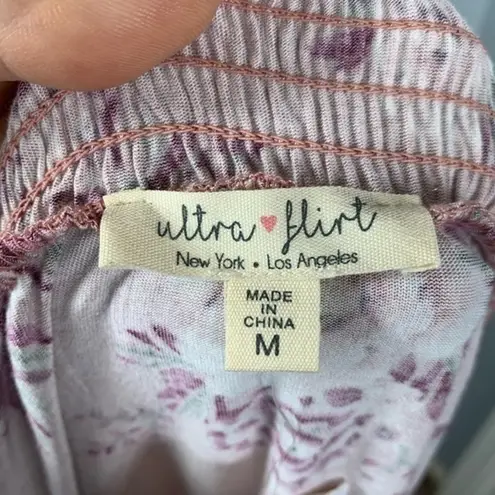 ultra flirt
New York • Los Angeles
MADE
IN
CHINA
M